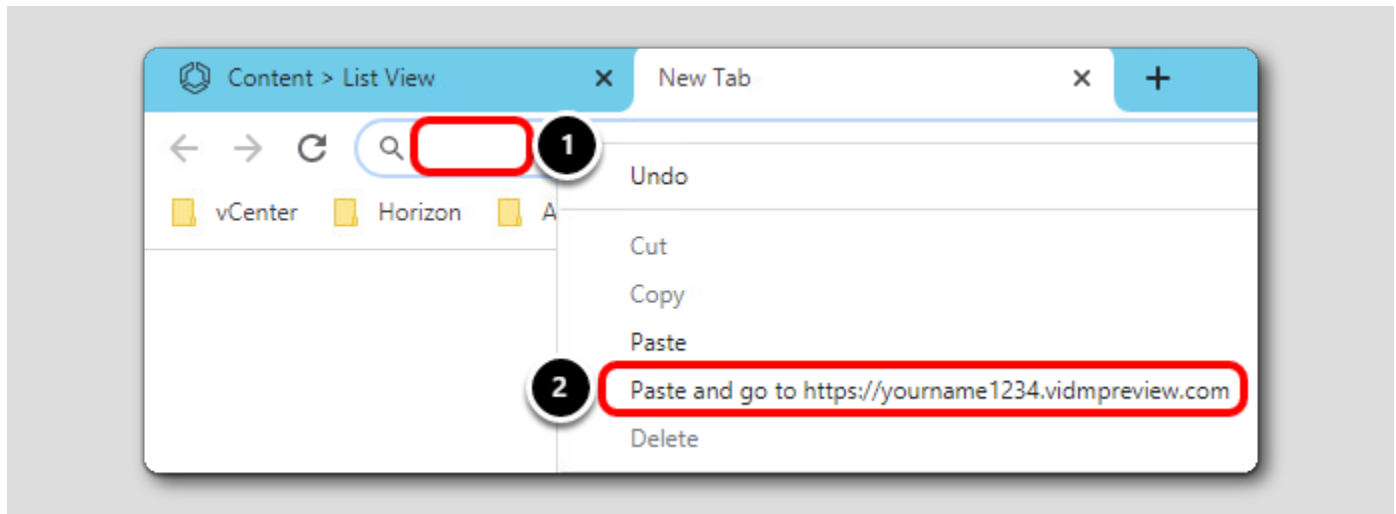 Content > List View
New Tab
1
Undo
vCenter Horizon A
Cut
Copy
Paste
2
Paste and go to https://yourname1234.vidmpreview.com
Delete